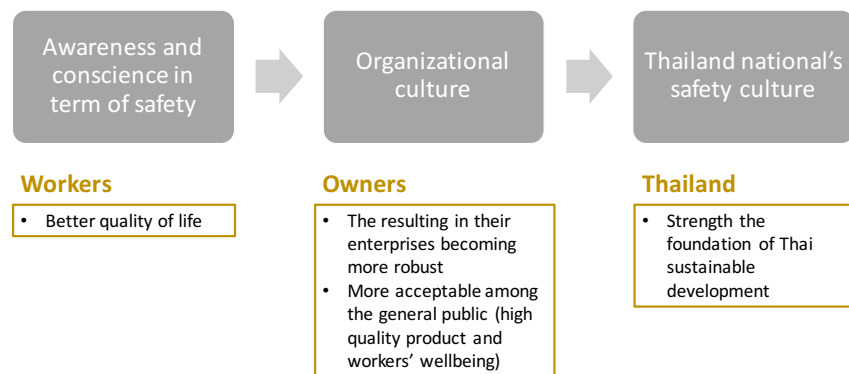 Awareness and
conscience in
term of safety
Organizational
culture
Thailand national's
safety culture
Workers
• Better quality of life
Owners
• The resulting in their
enterprises becoming
more robust
• More acceptable among
the general public (high
quality product and
workers' wellbeing)
Thailand
• Strength the
foundation of Thai
sustainable
development